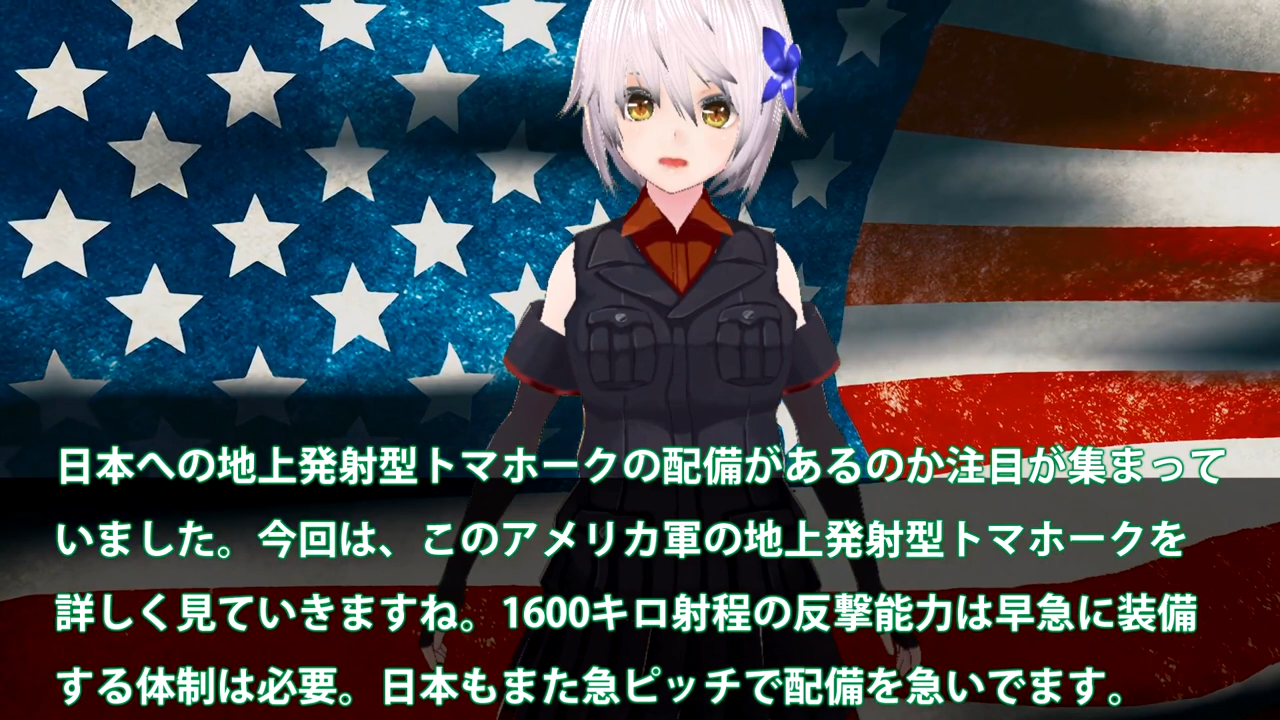 日本への地上発射型トマホークの配備があるのか注目が集まって
いました。今回は、このアメリカ軍の地上発射型トマホークを
詳しく見ていきますね。1600キロ射程の反撃能力は早急に装備
する体制は必要。日本もまた急ピッチで配備を急いでます。